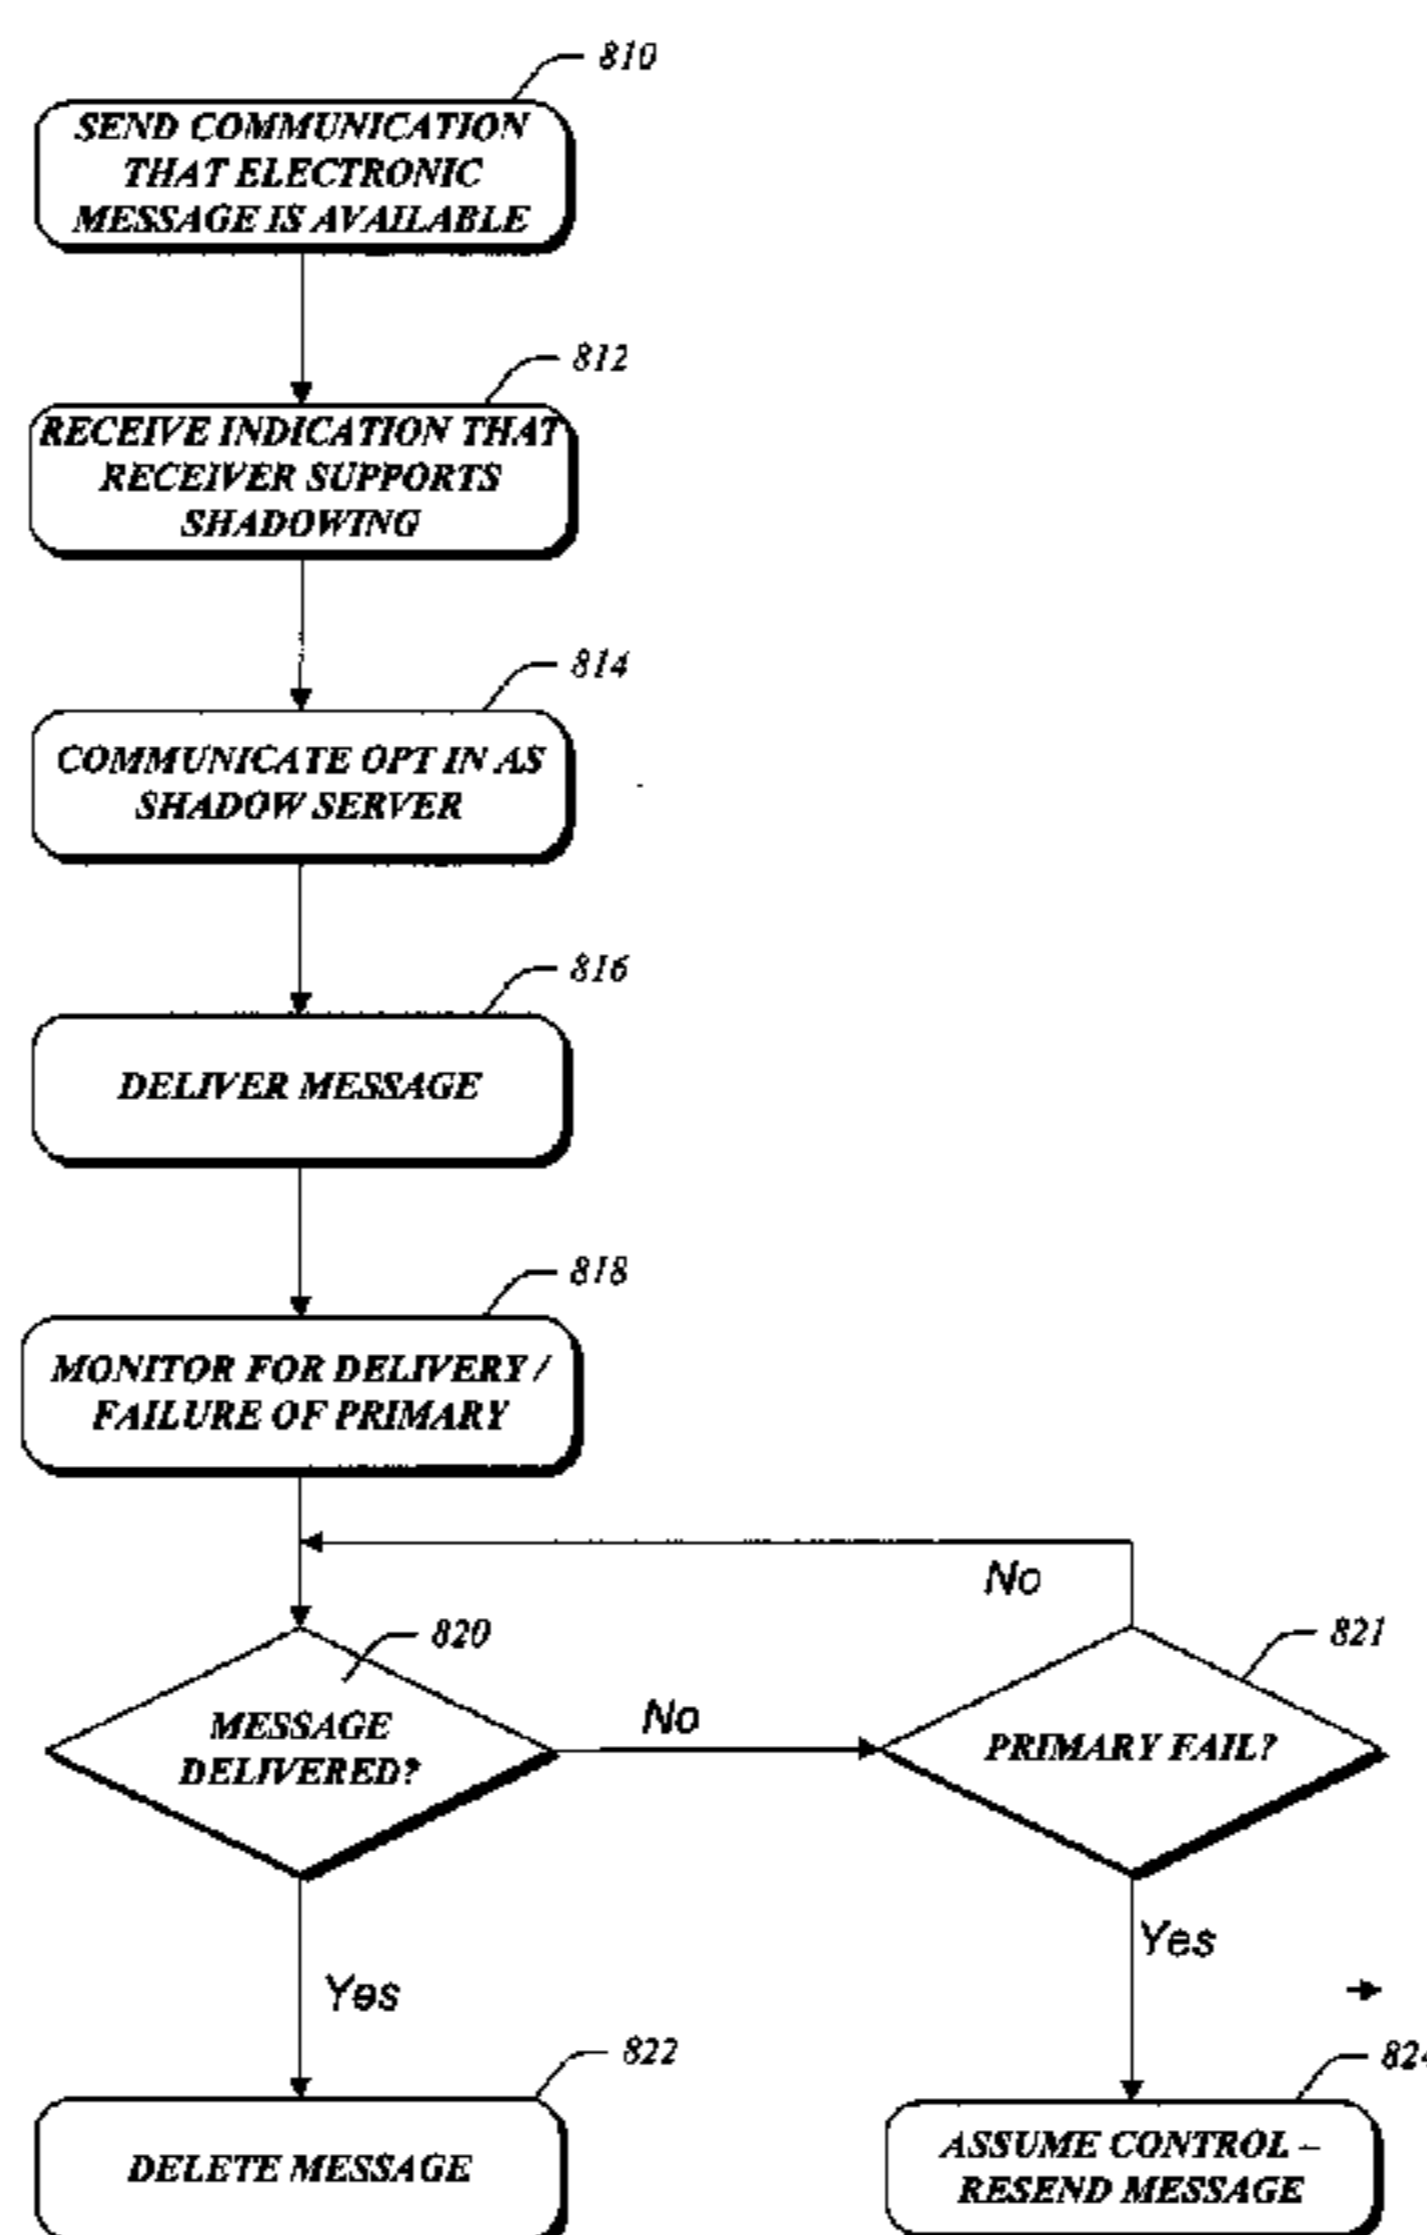 810
SEND COMMUNICATION
THAT ELECTRONIC
MESSAGE IS AVAILABLE
812
RECEIVE INDICATION THAT
RECEIVER SUPPORTS
SHADOWING
814
COMMUNICATE OPT IN AS
SHADOW SERVER
816
DELIVER MESSAGE
818
MONITOR FOR DELIVERY /
FAILURE OF PRIMARY
No
820
MESSAGE
DELIVERED?
No
821
PRIMARY FAIL?
Yes
Yes
822
DELETE MESSAGE
824
ASSUME CONTROL –
RESEND MESSAGE